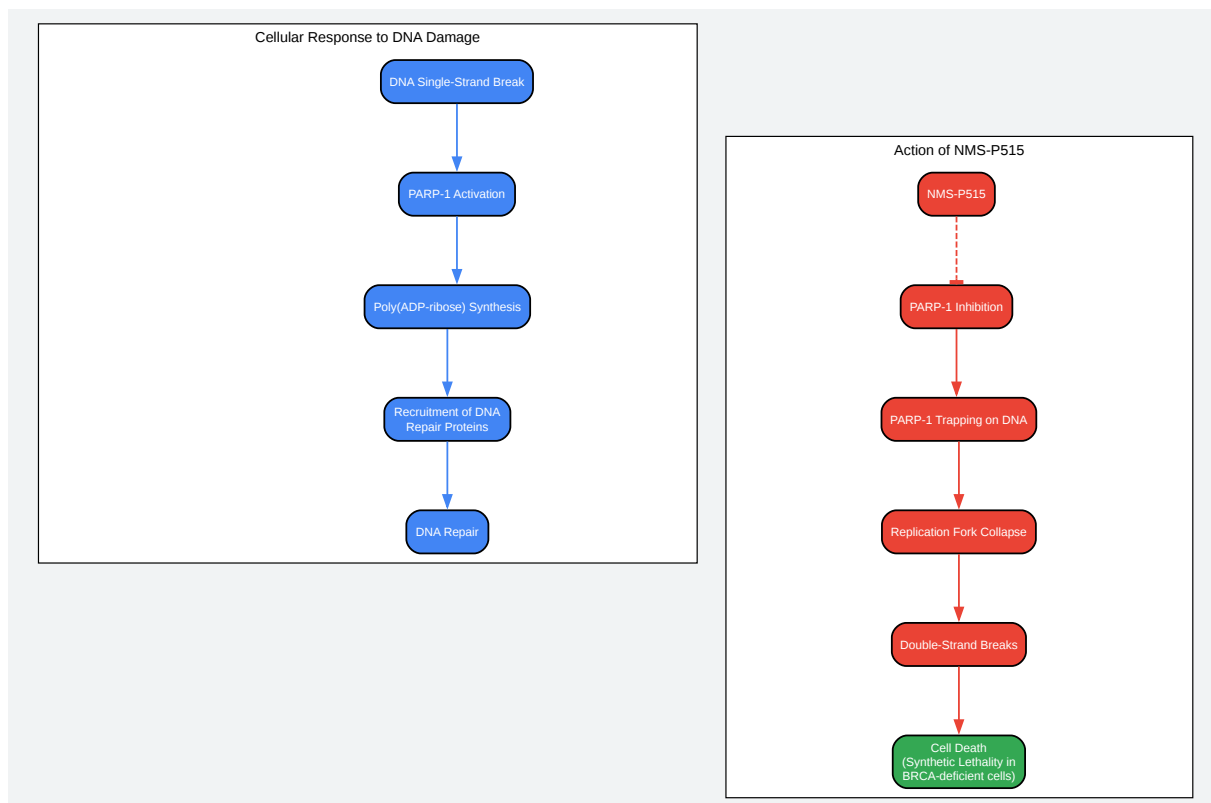 Cellular Response to DNA Damage
DNA Single-Strand Break
PARP-1 Activation
Poly(ADP-ribose) Synthesis
Recruitment of DNA
Repair Proteins
DNA Repair
Action of NMS-P515
NMS-P515
PARP-1 Inhibition
PARP-1 Trapping on DNA
Replication Fork Collapse
Double-Strand Breaks
Cell Death
(Synthetic Lethality in
BRCA-deficient cells)